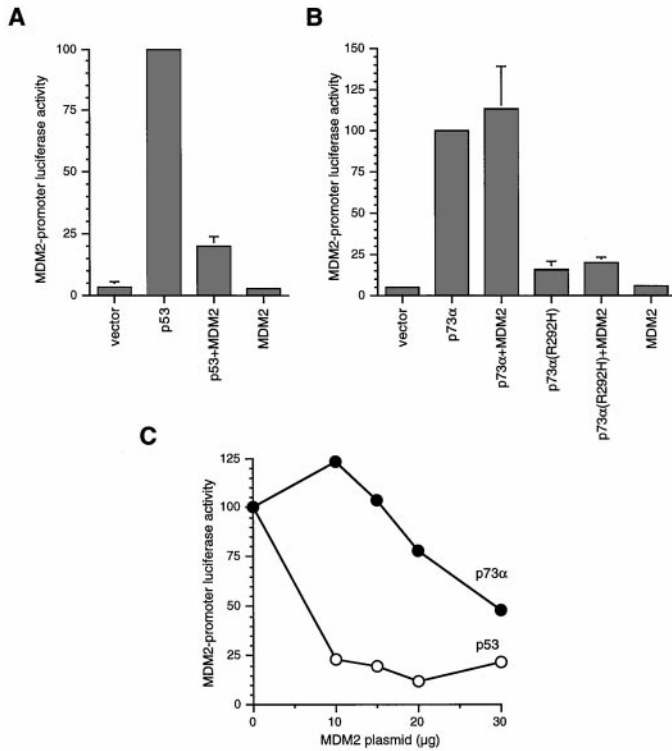 A
MDM2-promoter luciferase activity
100
75
50
25
0
vector
p53
p53+MDM2
MDM2
B
MDM2-promoter luciferase activity
150
125
100
75
50
25
0
vector
p73α
p73α+MDM2
p73α(R292H)
p73α(R292H)+MDM2
MDM2
C
MDM2-promoter luciferase activity
125
100
75
50
25
0
p73α
p53
0 10 20 30
MDM2 plasmid (µg)